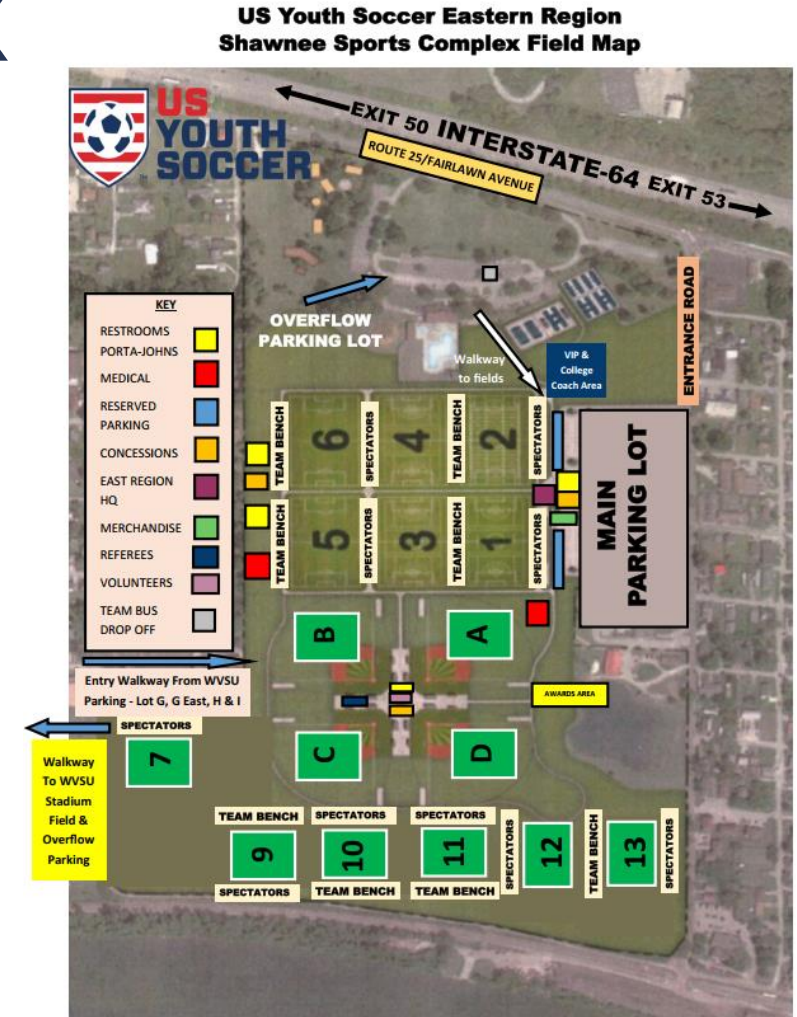 US Youth Soccer Eastern Region
Shawnee Sports Complex Field Map
US
YOUTH
SOCCER
EXIT 50 INTERSTATE-64 EXIT 53
ROUTE 25/FAIRLAWN AVENUE
ENTRANCE ROAD
OVERFLOW
PARKING LOT
Walkway
to fields
VIP &
College
Coach Area
KEY
RESTROOMS
PORTA-JOHNS
MEDICAL
RESERVED
PARKING
CONCESSIONS
EAST REGION
HQ
MERCHANDISE
REFEREES
VOLUNTEERS
TEAM BUS
DROP OFF
TEAM BENCH
6
SPECTATORS
4
TEAM BENCH
2
SPECTATORS
TEAM BENCH
5
SPECTATORS
3
TEAM BENCH
1
SPECTATORS
MAIN
PARKING LOT
B
A
C
D
AWARDS AREA
Entry Walkway From WVSU
Parking - Lot G, G East, H & I
SPECTATORS
7
Walkway
To WVSU
Stadium
Field &
Overflow
Parking
TEAM BENCH
9
SPECTATORS
SPECTATORS
10
TEAM BENCH
SPECTATORS
11
TEAM BENCH
SPECTATORS
12
TEAM BENCH
13
SPECTATORS